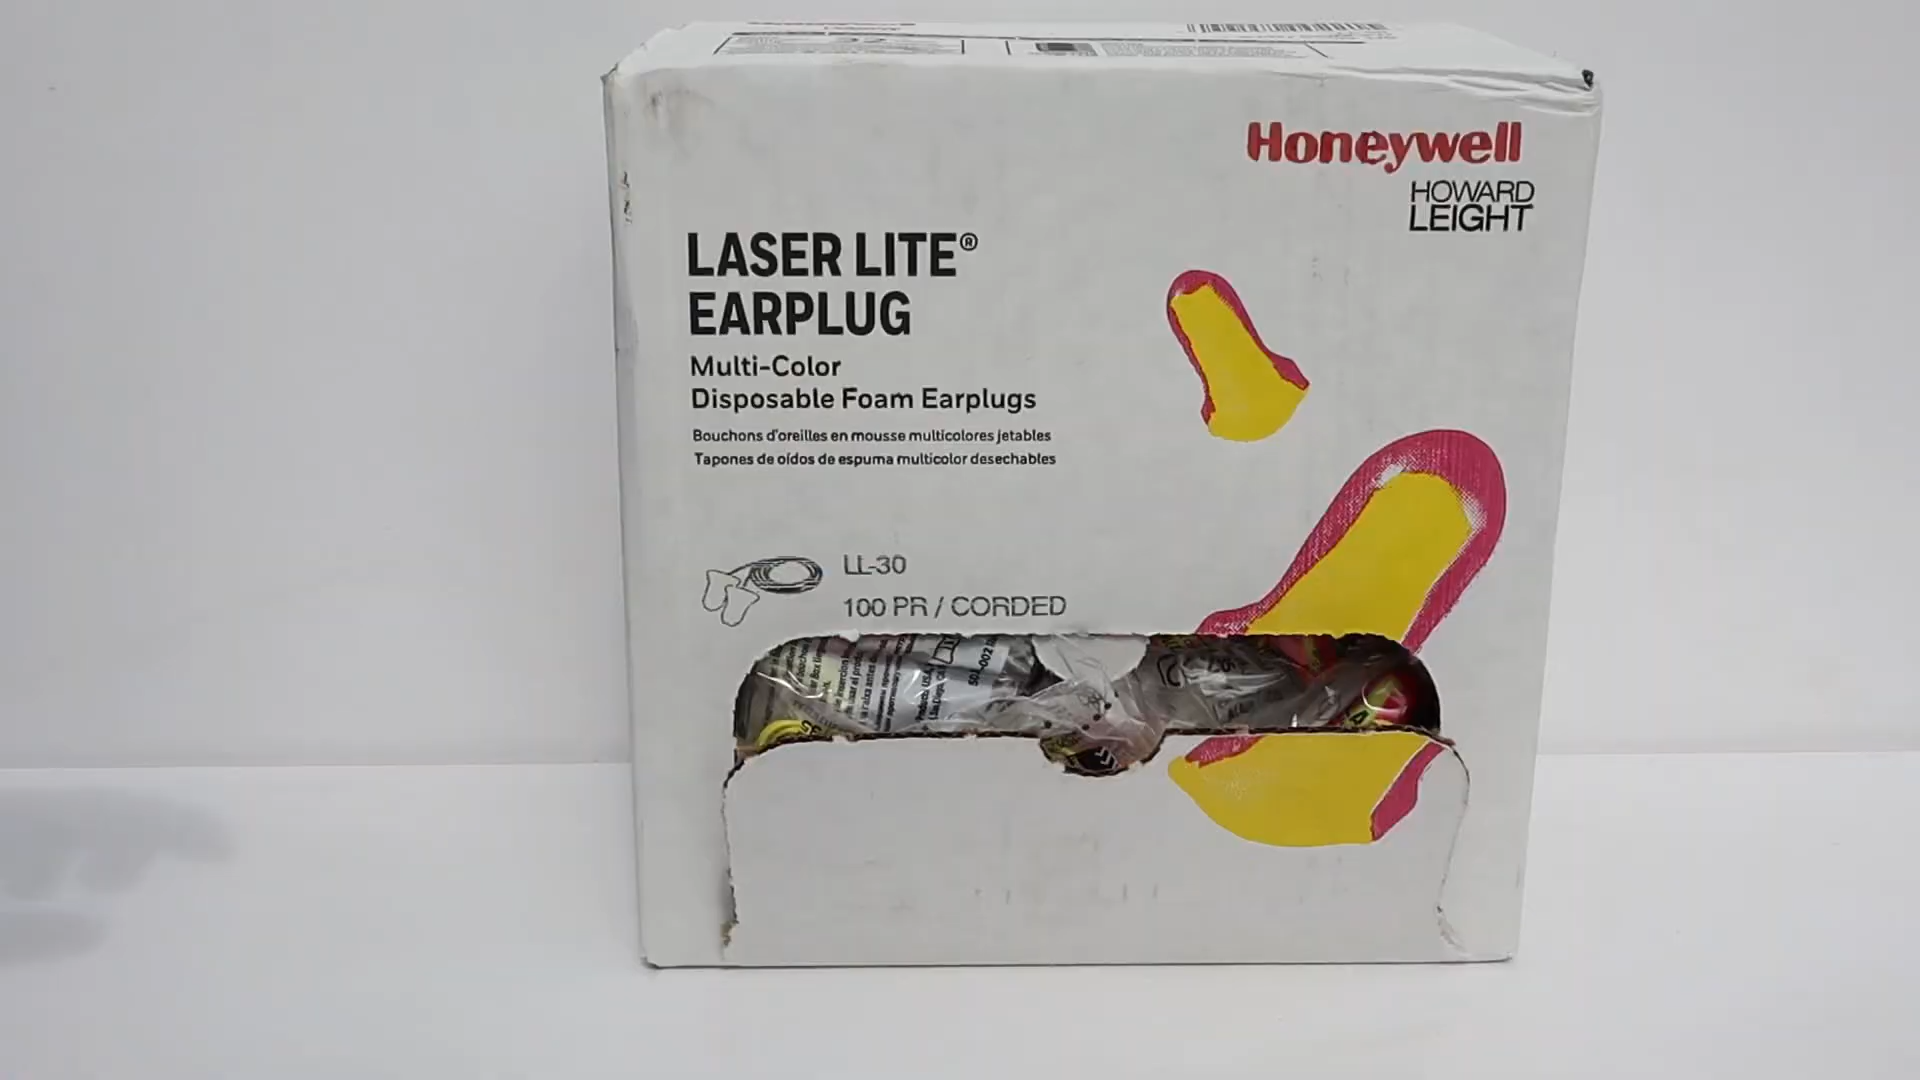 Honeywell
HOWARD
LEIGHT
LASER LITE®
EARPLUG
Multi-Color
Disposable Foam Earplugs
Bouchons d'oreilles en mousse multicolores jetables
Tapones de oídos de espuma multicolor desechables
LL-30
100 PR / CORDED